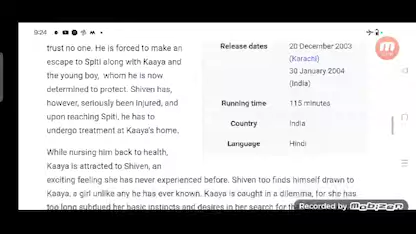 9:24
trust no one. He is forced to make an
escape to Spiti along with Kaaya and
the young boy, whom he is now
determined to protect. Shiven has,
however, seriously been injured, and
upon reaching Spiti, he has to
undergo treatment at Kaaya's home.
While nursing him back to health,
Kaaya is attracted to Shiven, an
exciting feeling she has never experienced before. Shiven too finds himself drawn to
Kaaya, a girl unlike any he has ever known. Kaaya is caught in a dilemma, for she has
too long subdued her basic instincts and desires in her search for the
Release dates
20 December 2003
(Karachi)
30 January 2004
(India)
Running time
115 minutes
Country
India
Language
Hindi
Recorded by
Mobizen